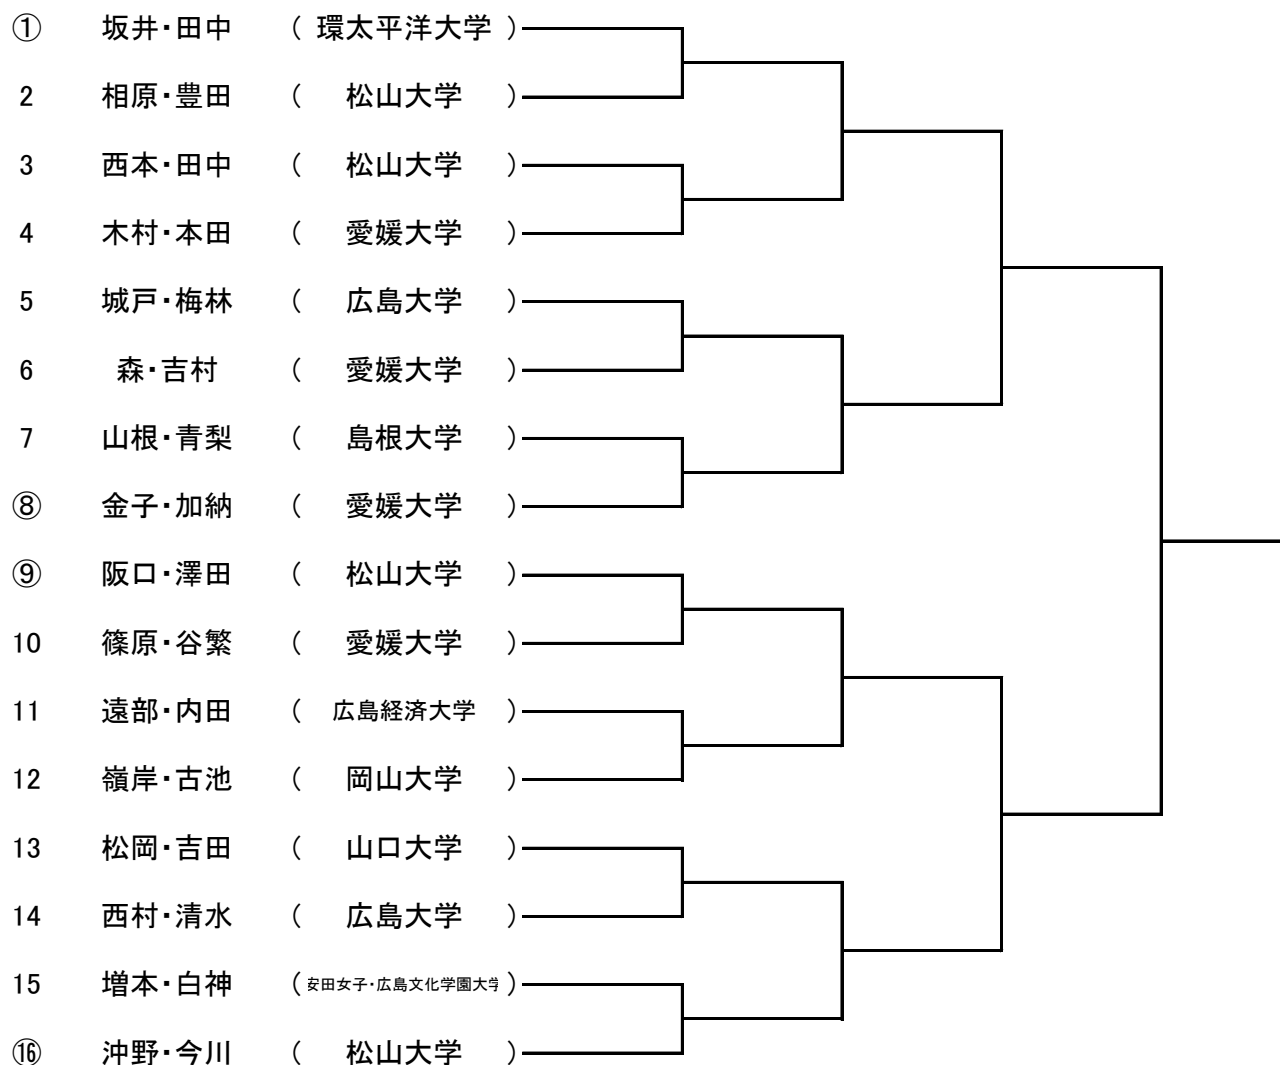 ① 坂井・田中 ( 環太平洋大学 )
2 相原・豊田 ( 松山大学 )
3 西本・田中 ( 松山大学 )
4 木村・本田 ( 愛媛大学 )
5 城戸・梅林 ( 広島大学 )
6 森・吉村 ( 愛媛大学 )
7 山根・青梨 ( 島根大学 )
⑧ 金子・加納 ( 愛媛大学 )
⑨ 阪口・澤田 ( 松山大学 )
10 篠原・谷繁 ( 愛媛大学 )
11 遠部・内田 ( 広島経済大学 )
12 嶺岸・古池 ( 岡山大学 )
13 松岡・吉田 ( 山口大学 )
14 西村・清水 ( 広島大学 )
15 増本・白神 ( 安田女子・広島文化学園大学 )
⑯ 沖野・今川 ( 松山大学 )